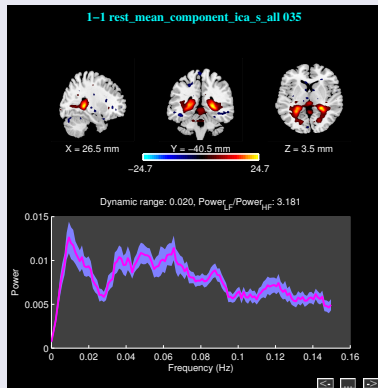 1-1 rest_mean_component_ica_s_all 035
X = 26.5 mm
Y = -40.5 mm
Z = 3.5 mm
-24.7
24.7
Dynamic range: 0.020, Power_LF/Power_HF: 3.181
0.015
0.01
0.005
0
Power
0 0.02 0.04 0.06 0.08 0.1 0.12 0.14 0.16
Frequency (Hz)
<- ... ->